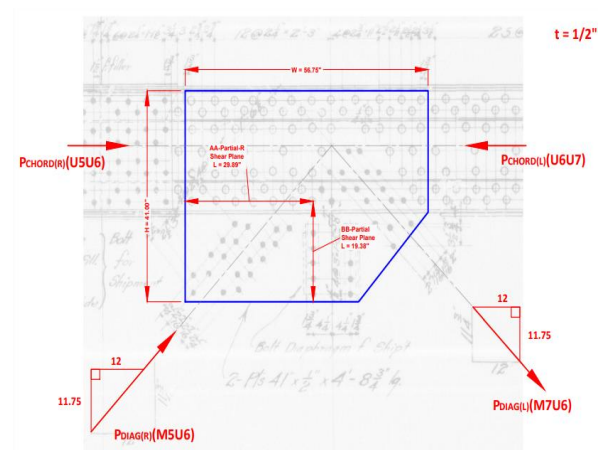 t = 1/2"
W = 56.75"
AA-Partial-R
Shear Plane
L = 29.89"
PCHORD(R)(U5U6)
PCHORD(L)(U6U7)
H = 41.00"
BB-Partial
Shear Plane
L = 19.38"
Bolt
for
Shipment
12
11.75
12
11.75
12
Bolt Diaphragm f. Ship't
2-Pls 41" x 1/2" x 4'-8 3/4" lg.
PDIAG(R)(M5U6)
PDIAG(L)(M7U6)